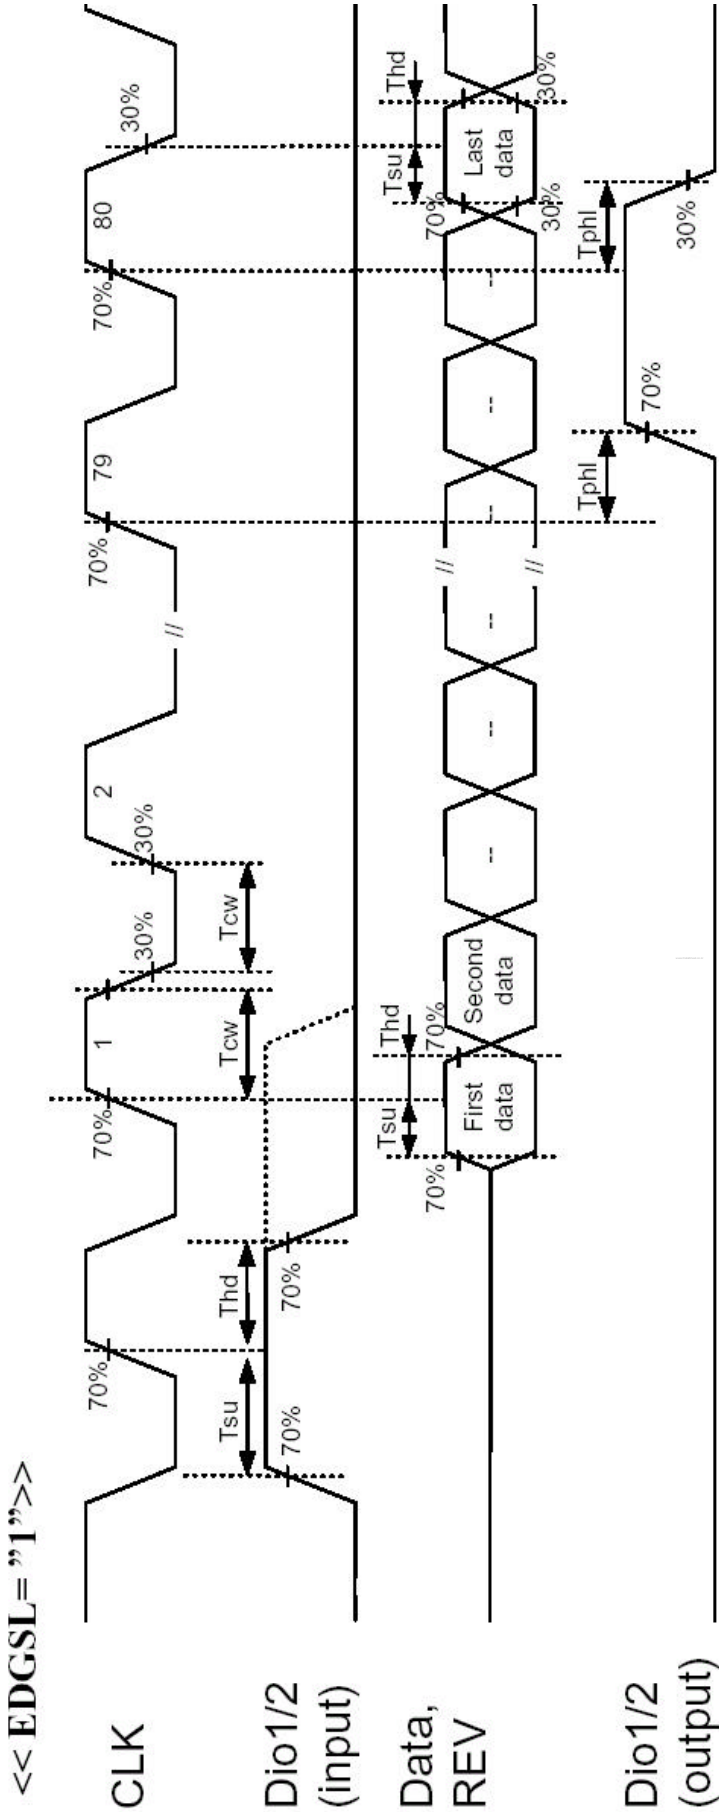 << EDGSL= ”1”>>
CLK
70%
70%
1
30%
30%
2
//
70%
79
70%
80
30%
Dio1/2
(input)
Tsu
Thd
Tcw
Tcw
70%
70%
Data,
REV
Tsu
Thd
70%
70%
First
data
Second
data
--
--
--
//
//
--
--
--
Tsu
Thd
70%
Last
data
30%
30%
Dio1/2
(output)
Tphl
70%
Tphl
30%